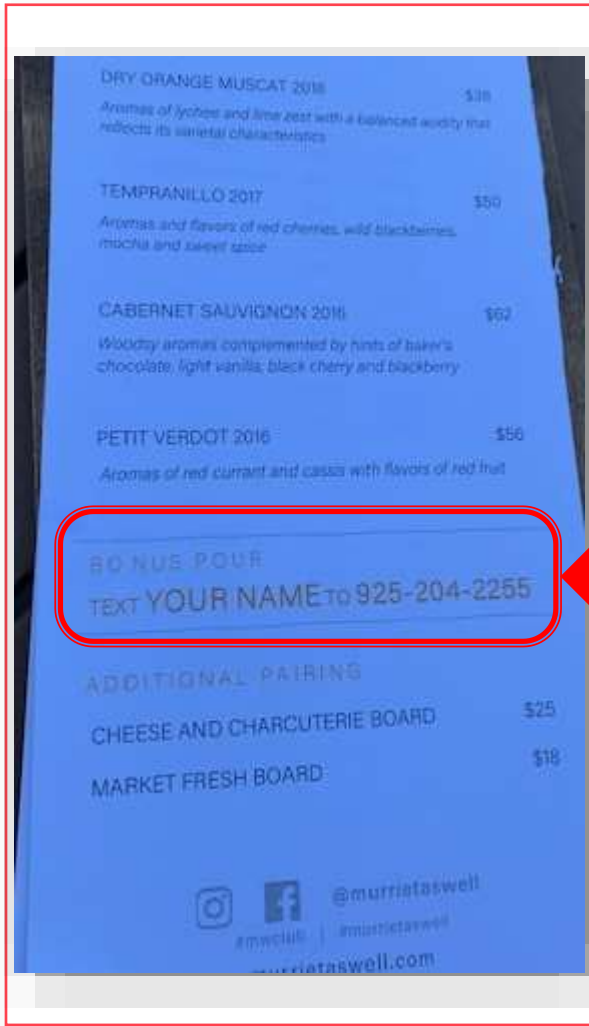 DRY ORANGE MUSCAT 2018 $38
Aromas of lychee and lime zest with a balanced acidity that
reflects its varietal characteristics
TEMPRANILLO 2017 $50
Aromas and flavors of red cherries, wild blackberries,
mocha and sweet spice
CABERNET SAUVIGNON 2016 $62
Woodsy aromas complemented by hints of baker's
chocolate, light vanilla, black cherry and blackberry
PETIT VERDOT 2016 $56
Aromas of red currant and cassis with flavors of red fruit
BONUS POUR
TEXT YOUR NAME TO 925-204-2255
ADDITIONAL PAIRING
CHEESE AND CHARCUTERIE BOARD $25
MARKET FRESH BOARD $18
@murrietaswell
#mwclub | #murrietaswell
murrietaswell.com